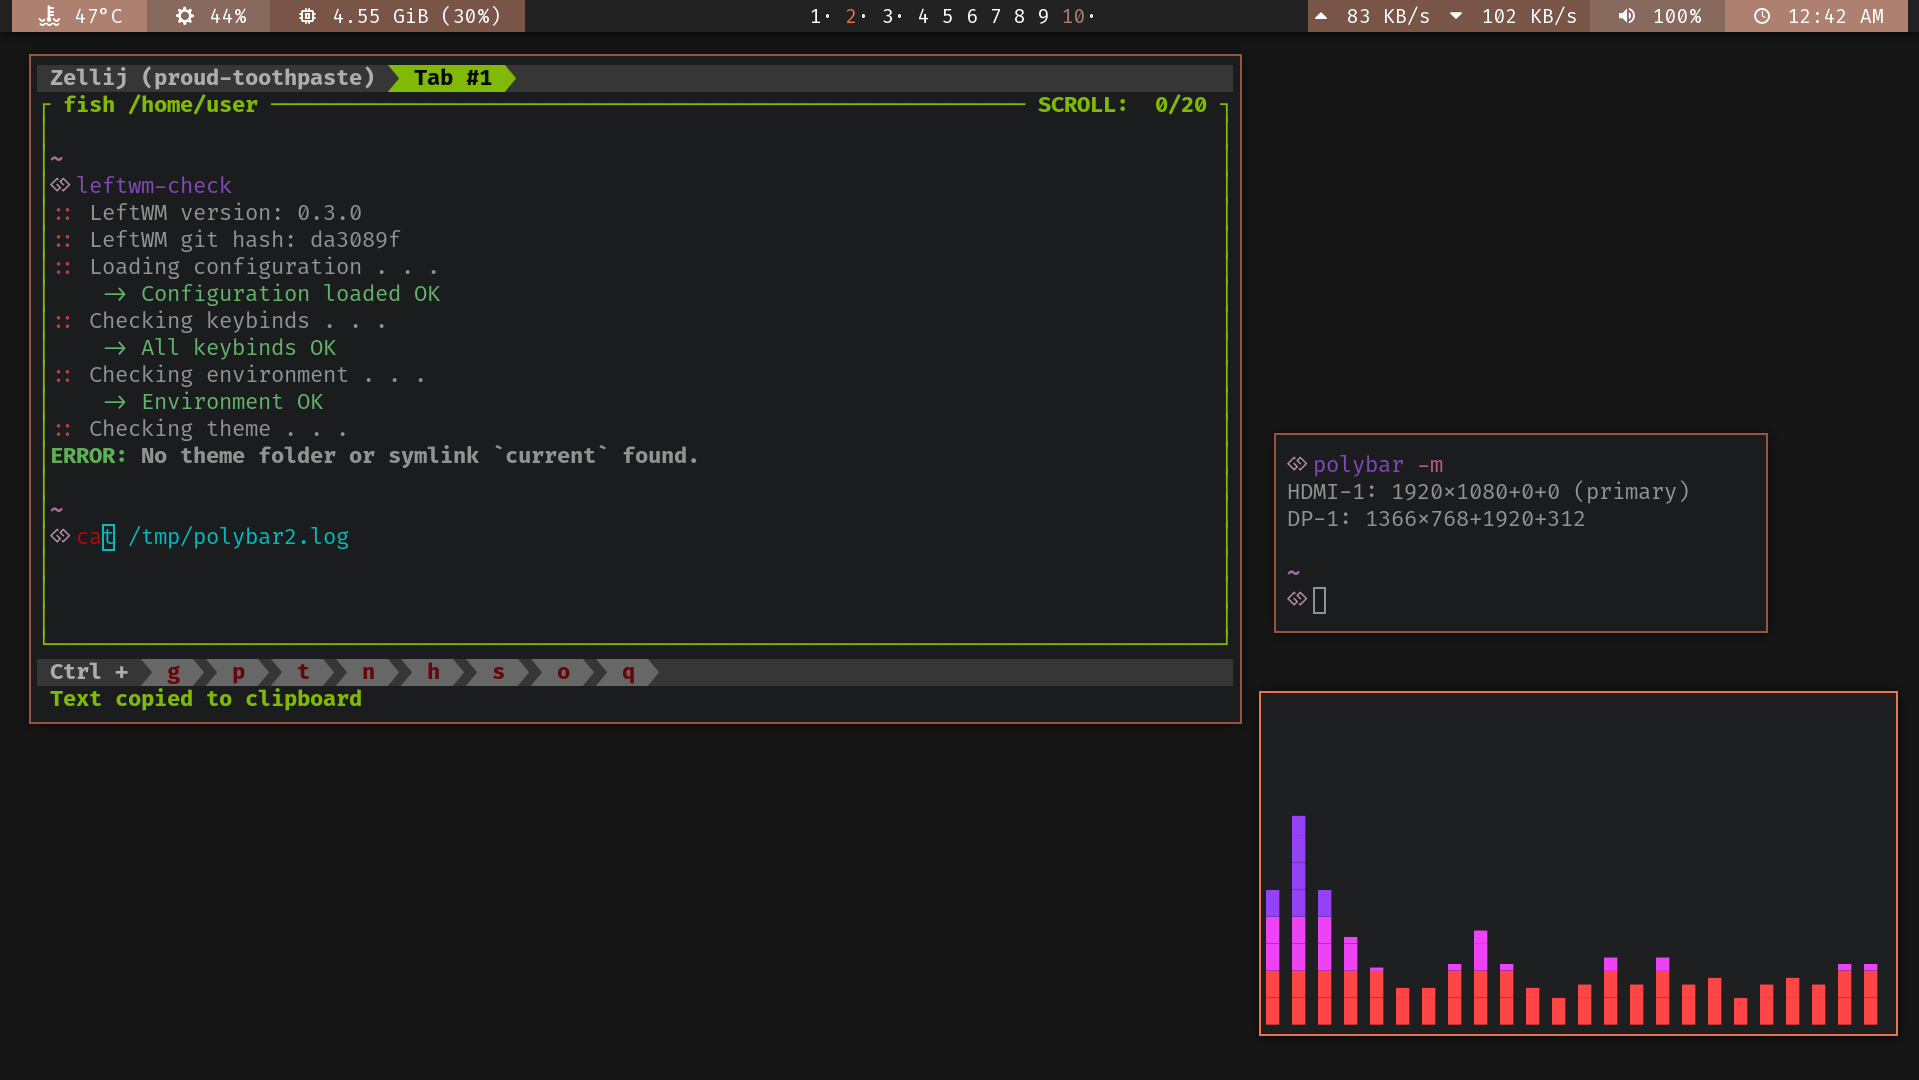 47°C 44% 4.55 GiB (30%) 1· 2· 3· 4 5 6 7 8 9 10· 83 KB/s 102 KB/s 100% 12:42 AM
Zellij (proud-toothpaste) Tab #1
fish /home/user SCROLL: 0/20
~
leftwm-check
:: LeftWM version: 0.3.0
:: LeftWM git hash: da3089f
:: Loading configuration . . .
-> Configuration loaded OK
:: Checking keybinds . . .
-> All keybinds OK
:: Checking environment . . .
-> Environment OK
:: Checking theme . . .
ERROR: No theme folder or symlink `current` found.
~
cat /tmp/polybar2.log
Ctrl + g p t n h s o q
Text copied to clipboard
polybar -m
HDMI-1: 1920×1080+0+0 (primary)
DP-1: 1366×768+1920+312
~